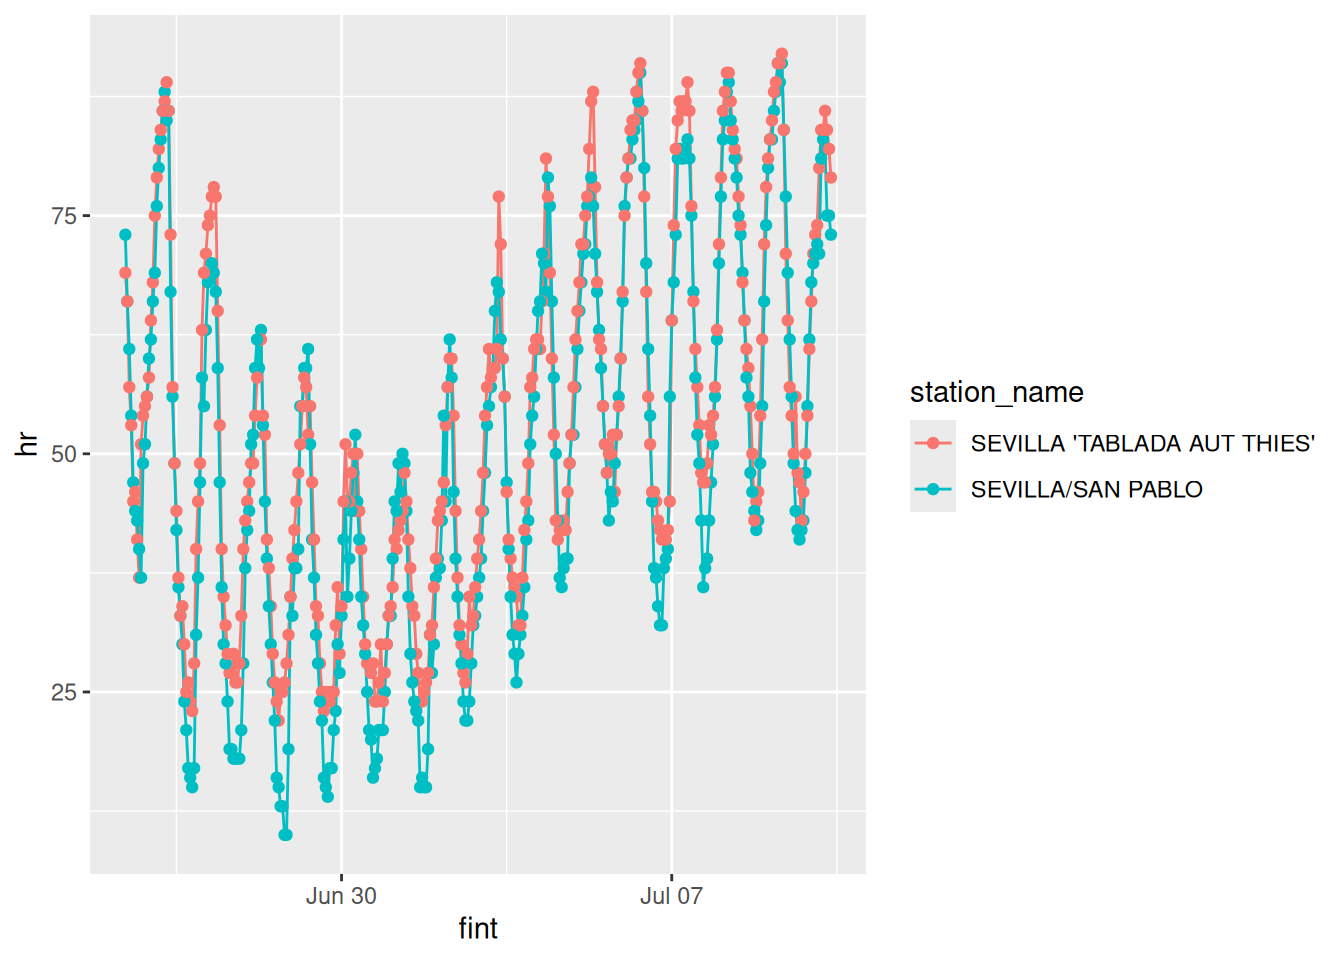 75
50
25
hr
Jun 30
Jul 07
fint
station_name
SEVILLA 'TABLADA AUT THIES'
SEVILLA/SAN PABLO